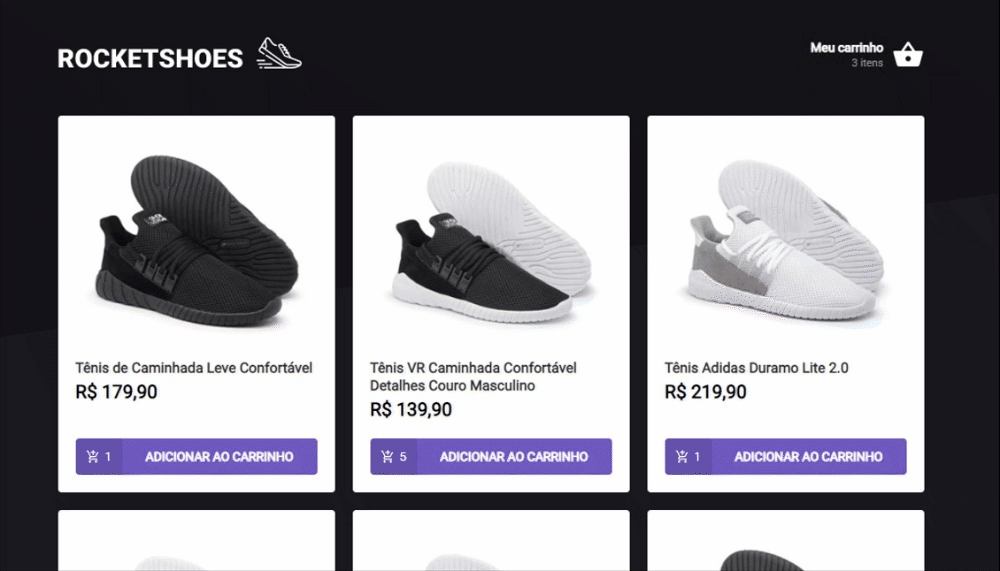 ROCKETSHOES
Meu carrinho
3 itens
Tênis de Caminhada Leve Confortável
R$ 179,90
1 ADICIONAR AO CARRINHO
Tênis VR Caminhada Confortável
Detalhes Couro Masculino
R$ 139,90
5 ADICIONAR AO CARRINHO
Tênis Adidas Duramo Lite 2.0
R$ 219,90
1 ADICIONAR AO CARRINHO